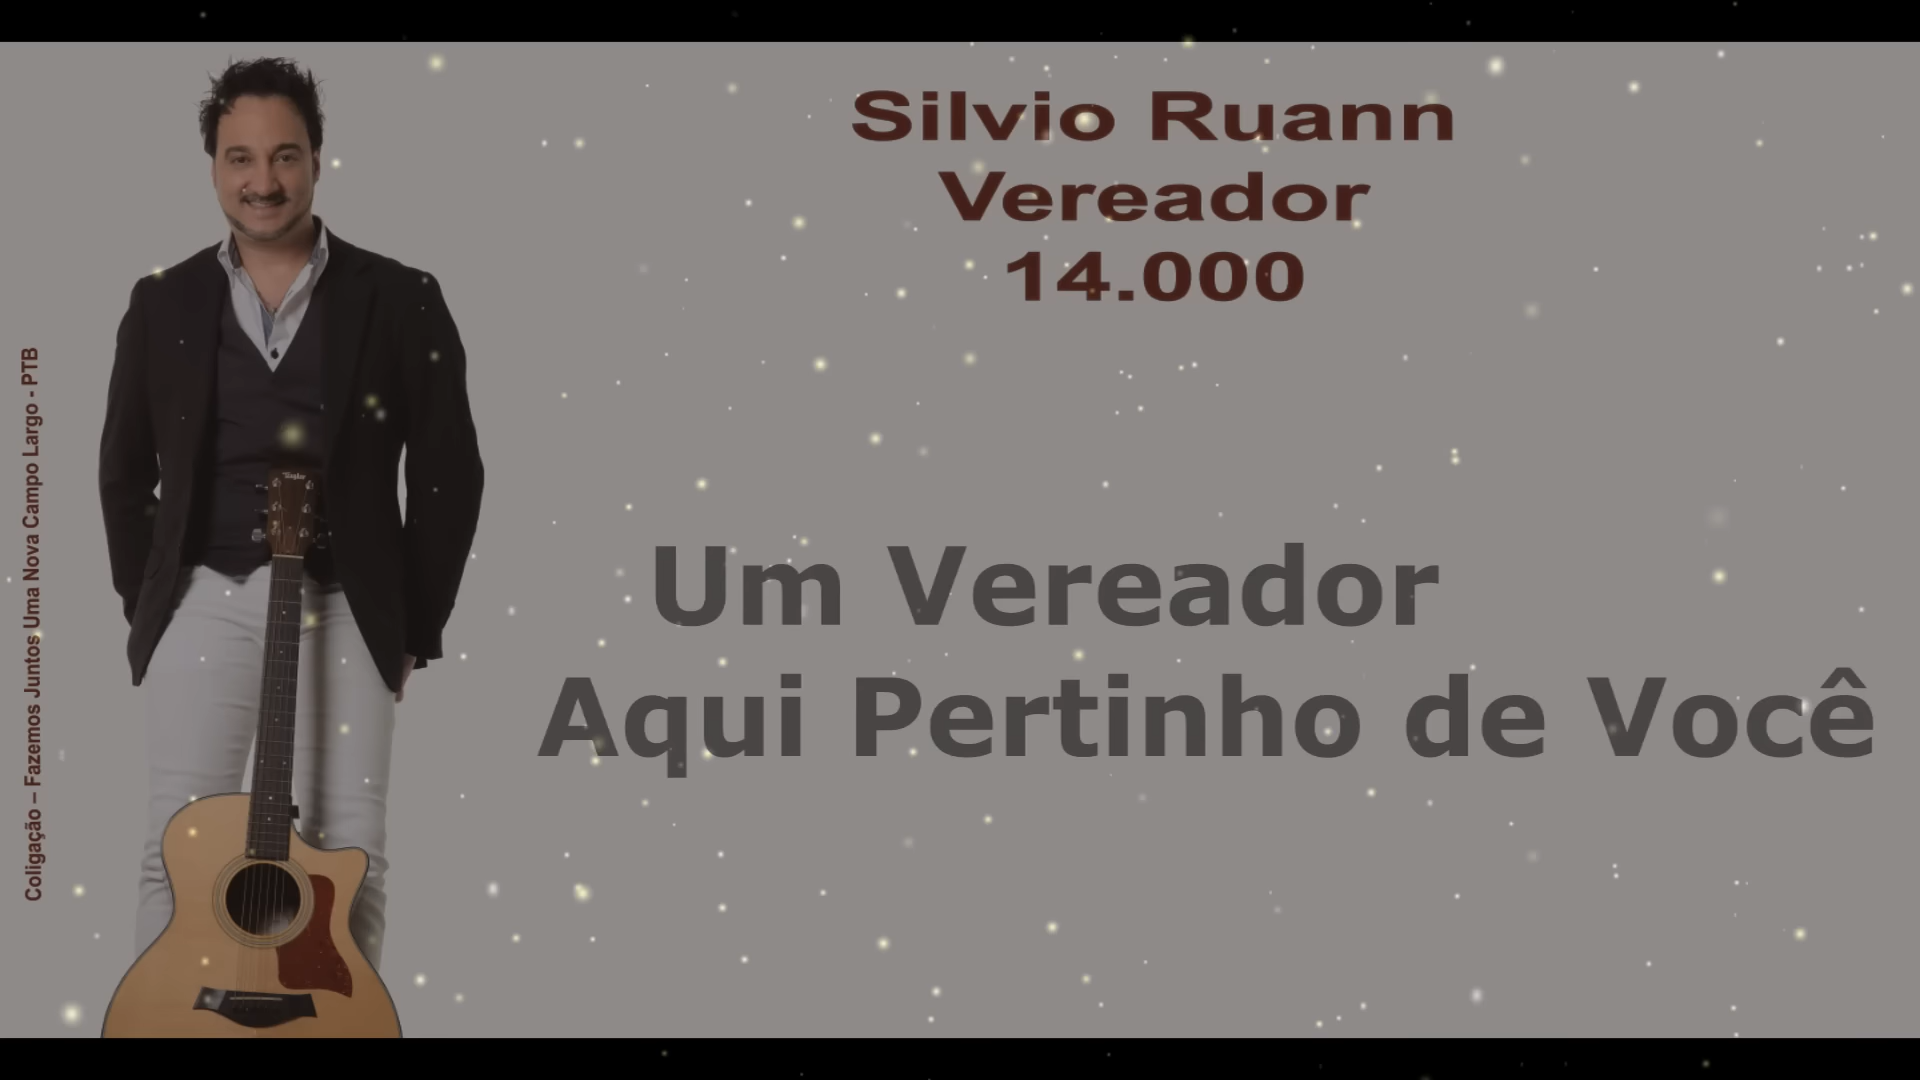 Silvio Ruann
Vereador
14.000
Um Vereador
Aqui Pertinho de Você
Coligação – Fazemos Juntos Uma Nova Campo Largo - PTB
Taylor